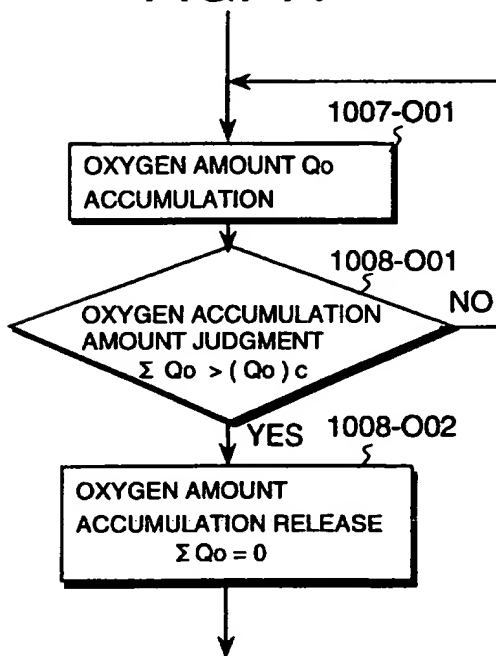 1007-O01
OXYGEN AMOUNT Qo
ACCUMULATION
1008-O01
OXYGEN ACCUMULATION
AMOUNT JUDGMENT
Σ Qo > ( Qo ) c
NO
YES
1008-O02
OXYGEN AMOUNT
ACCUMULATION RELEASE
Σ Qo = 0